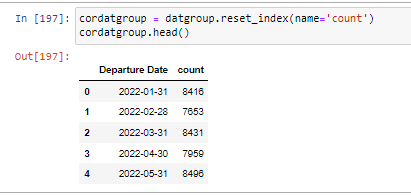 In [197]: cordatgroup = datgroup.reset_index(name='count')
cordatgroup.head()
Out[197]:
Departure Date count
0 2022-01-31 8416
1 2022-02-28 7653
2 2022-03-31 8431
3 2022-04-30 7959
4 2022-05-31 8496